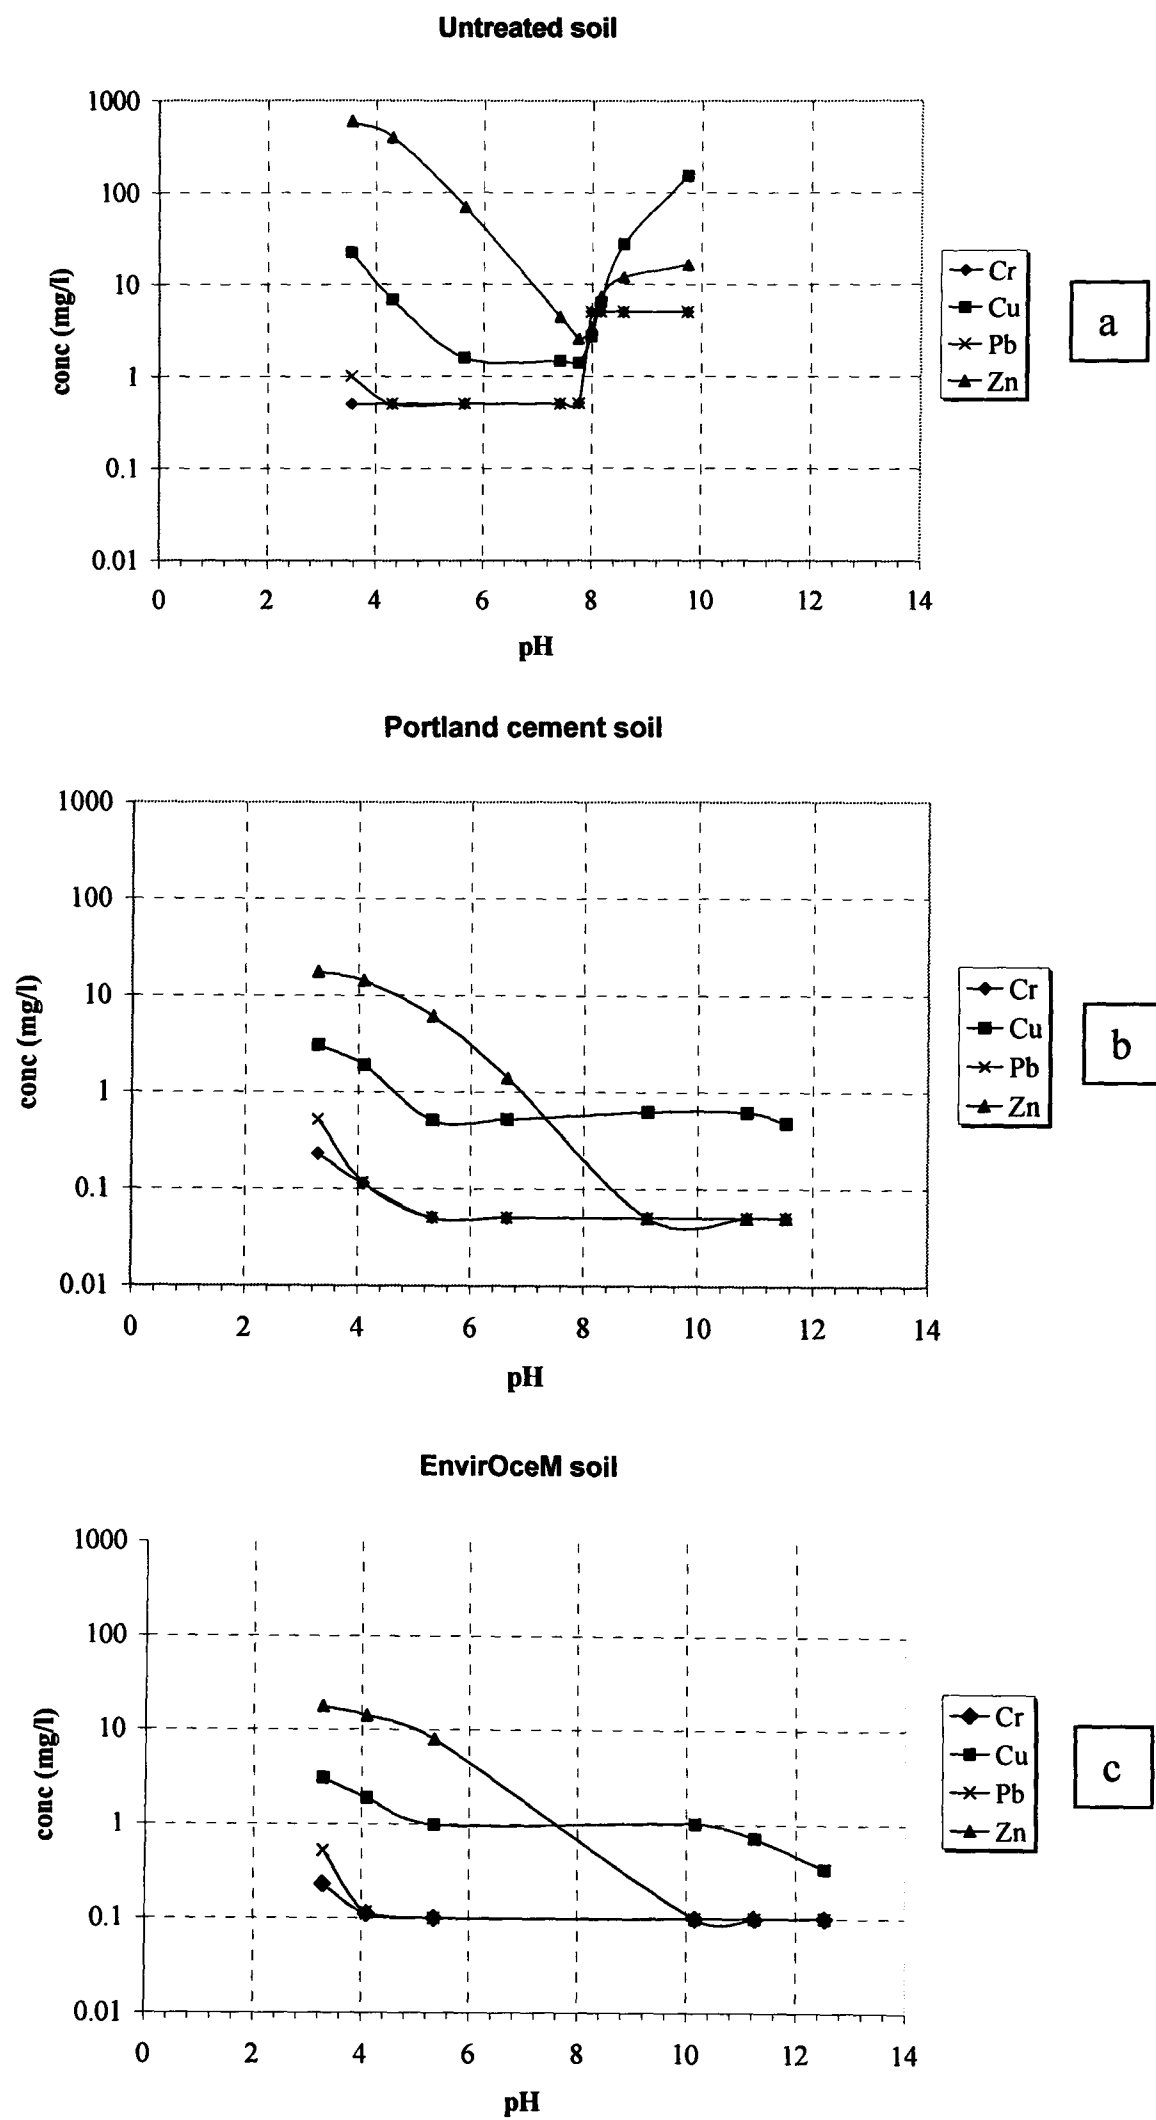 Untreated soil
1000
100
10
1
0.1
0.01
conc (mg/l)
0 2 4 6 8 10 12 14
pH
Cr
Cu
Pb
Zn
a
Portland cement soil
1000
100
10
1
0.1
0.01
conc (mg/l)
0 2 4 6 8 10 12 14
pH
Cr
Cu
Pb
Zn
b
EnvirOceM soil
1000
100
10
1
0.1
0.01
conc (mg/l)
0 2 4 6 8 10 12 14
pH
Cr
Cu
Pb
Zn
c